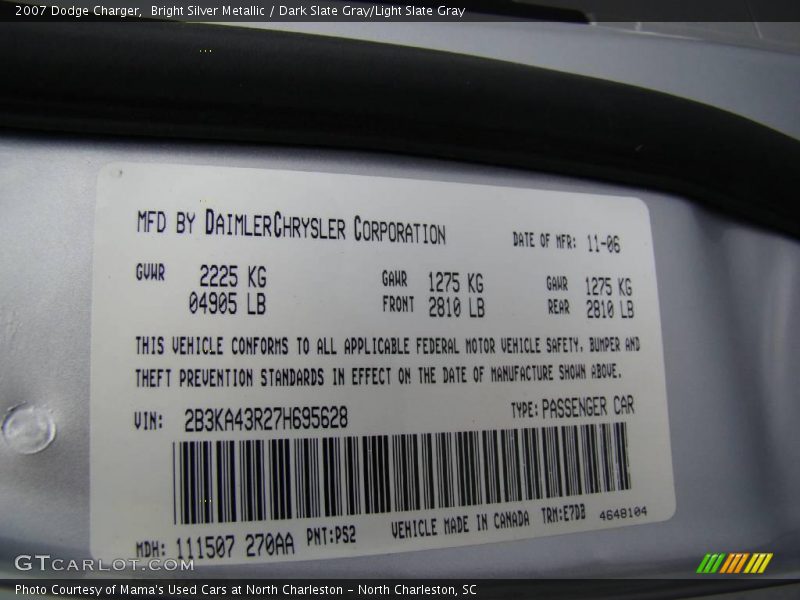 2007 Dodge Charger,  Bright Silver Metallic / Dark Slate Gray/Light Slate Gray
MFD BY DAIMLERCHRYSLER CORPORATION DATE OF MFR: 11-06
GVWR 2225 KG GAWR 1275 KG GAWR 1275 KG
04905 LB FRONT 2810 LB REAR 2810 LB
THIS VEHICLE CONFORMS TO ALL APPLICABLE FEDERAL MOTOR VEHICLE SAFETY, BUMPER AND
THEFT PREVENTION STANDARDS IN EFFECT ON THE DATE OF MANUFACTURE SHOWN ABOVE.
VIN: 2B3KA43R27H695628 TYPE: PASSENGER CAR
MDH: 111507 270AA PNT:PS2 VEHICLE MADE IN CANADA TRM:E7DB 4648104
GTCARLOT.COM
Photo Courtesy of Mama's Used Cars at North Charleston – North Charleston, SC